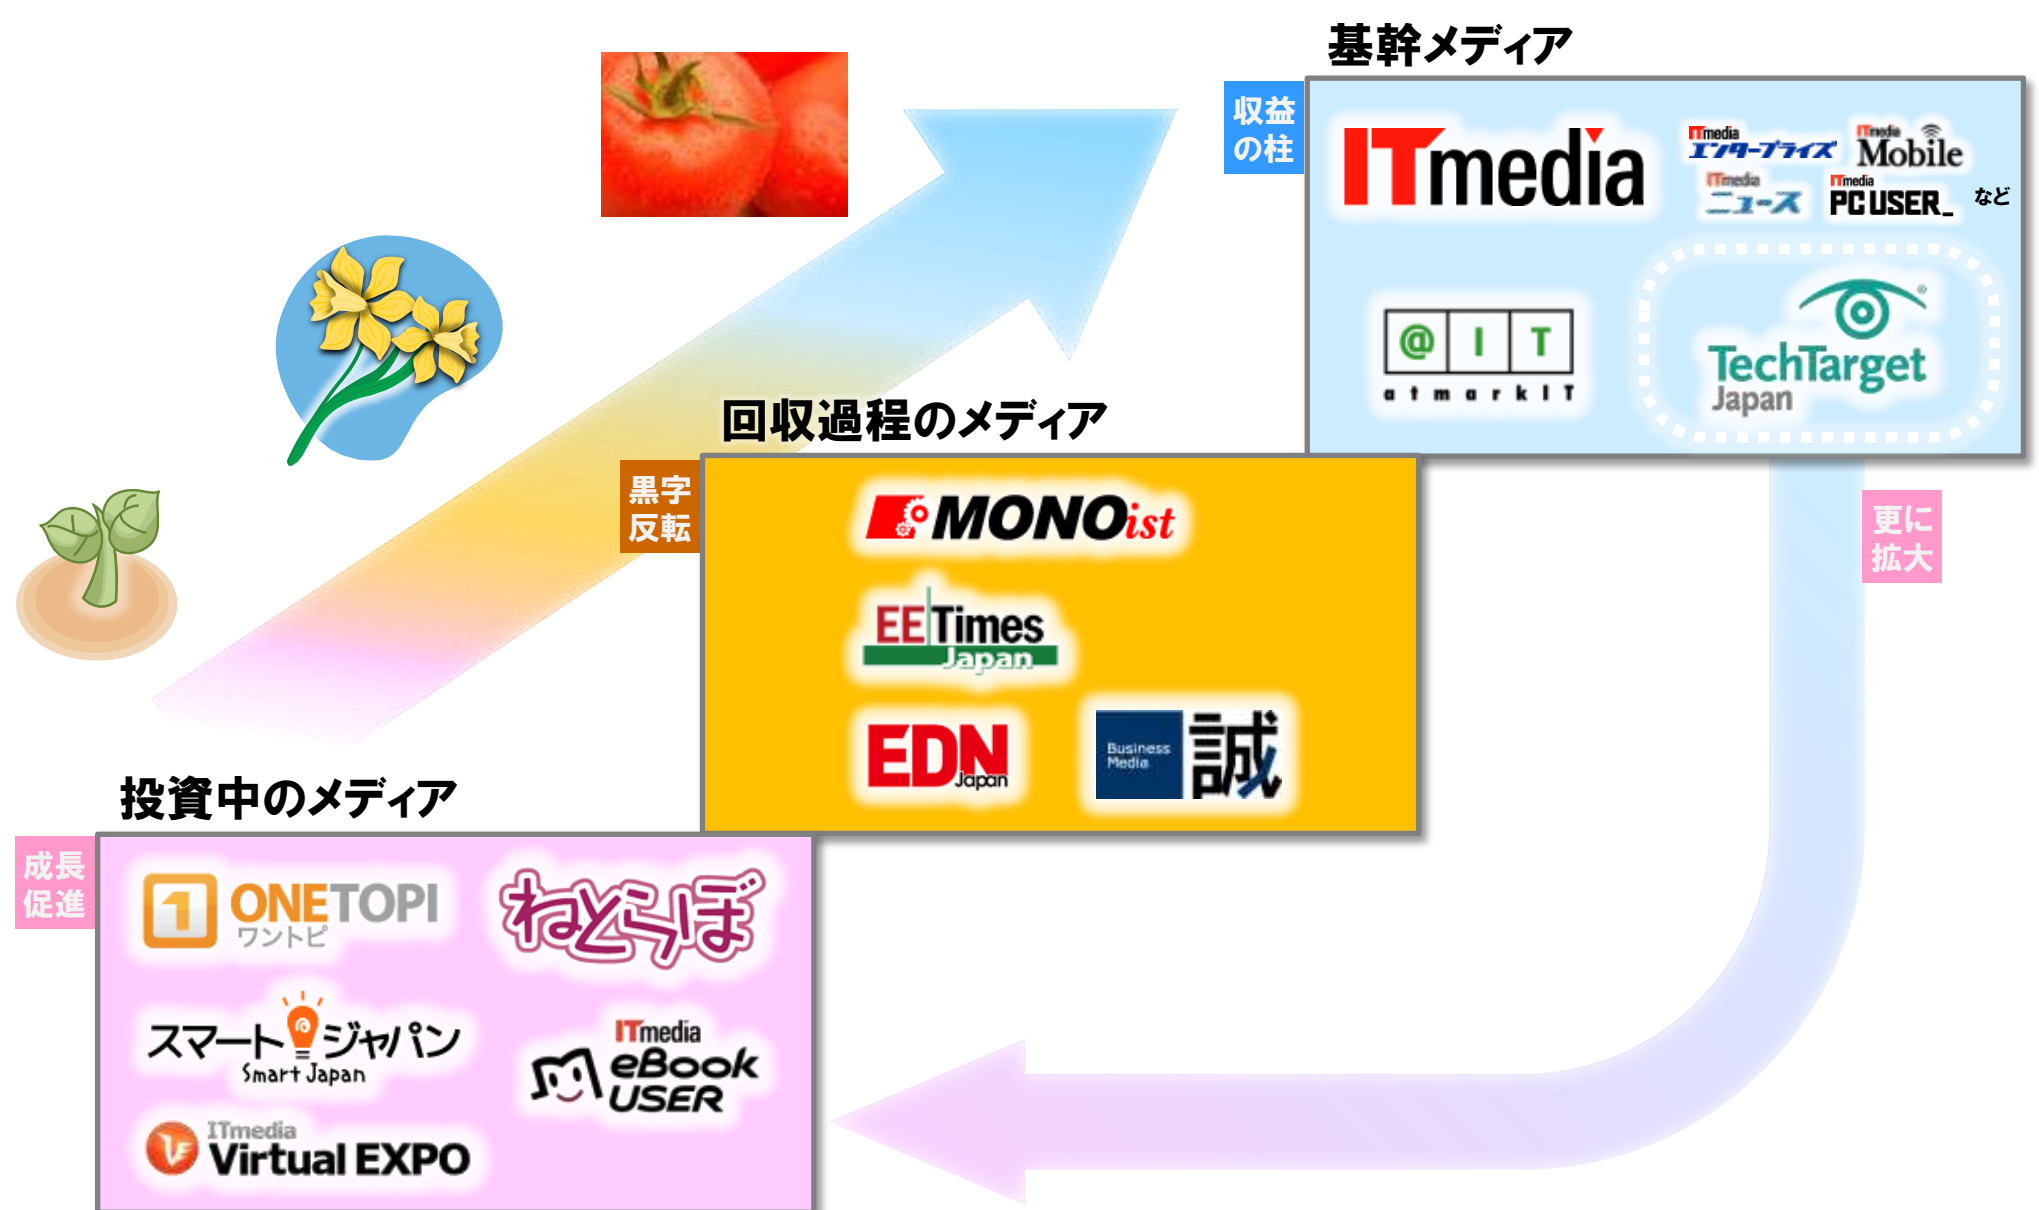 基幹メディア
収益
の柱
ITmedia
ITmedia
エンタープライズ
ITmedia
Mobile
ITmedia
ニュース
ITmedia
PC USER_
など
@IT
atmarkIT
TechTarget
Japan
®
更に
拡大
回収過程のメディア
黒字
反転
MONOist
EE Times
Japan
EDN
Japan
Business
Media
誠
投資中のメディア
成長
促進
1
ONETOPI
ワントピ
ねとらぼ
スマートジャパン
Smart Japan
ITmedia
eBook
USER
ITmedia
Virtual EXPO